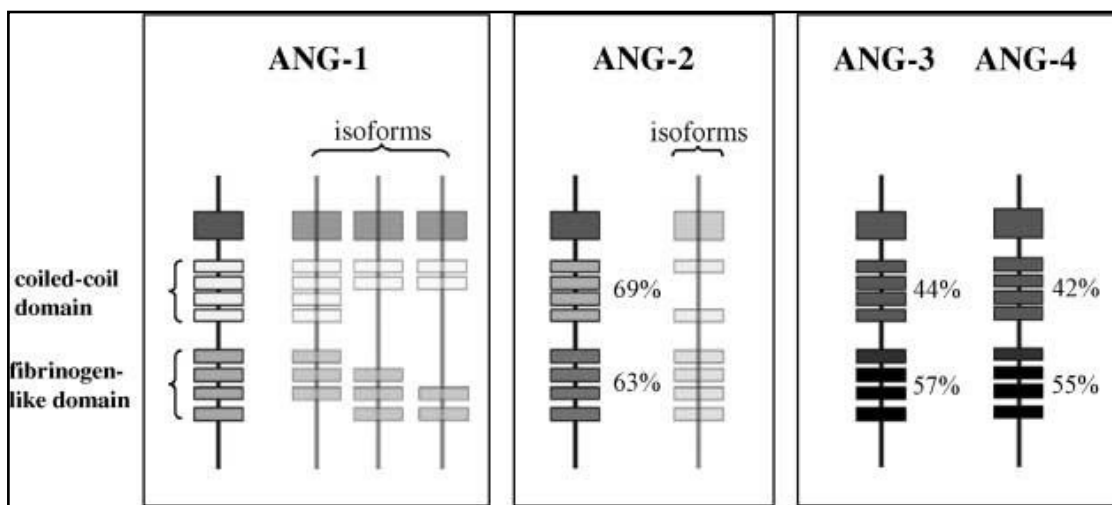 ANG-1
ANG-2
ANG-3
ANG-4
isoforms
isoforms
coiled-coil
domain
69%
44%
42%
fibrinogen-
like domain
63%
57%
55%